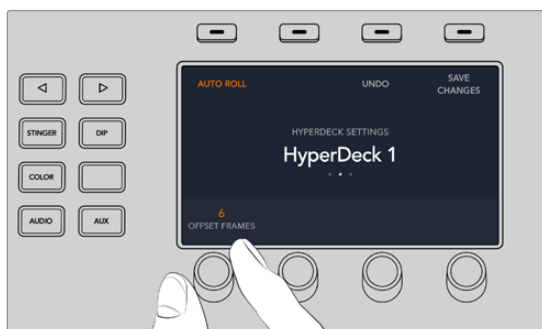 AUTO ROLL
UNDO
SAVE
CHANGES
HYPERDECK SETTINGS
HyperDeck 1
6
OFFSET FRAMES
STINGER
DIP
COLOR
AUDIO
AUX